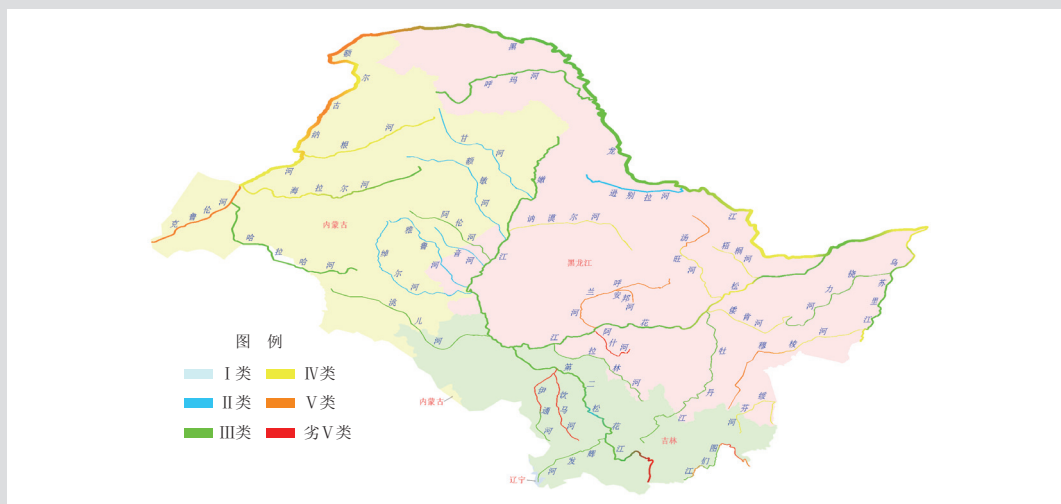 黑
呼玛河
额尔古纳河
根河
甘河
额敏河
嫩江
龙
逊别拉河
江
海拉尔河
克鲁伦河
内蒙古
哈拉哈河
阿伦河
雅鲁河
音河
绰尔河
洮儿河
讷谟尔河
黑龙江
汤旺河
梧桐河
呼兰河
安邦河
松花江
倭肯河
挠力河
乌苏里江
穆棱河
阿什河
拉林河
牡丹江
第二松花江
伊通河
饮马河
辉发河
吉林
绥芬河
图们江
内蒙古
辽宁
图 例
Ⅰ类
Ⅳ类
Ⅱ类
Ⅴ类
Ⅲ类
劣Ⅴ类